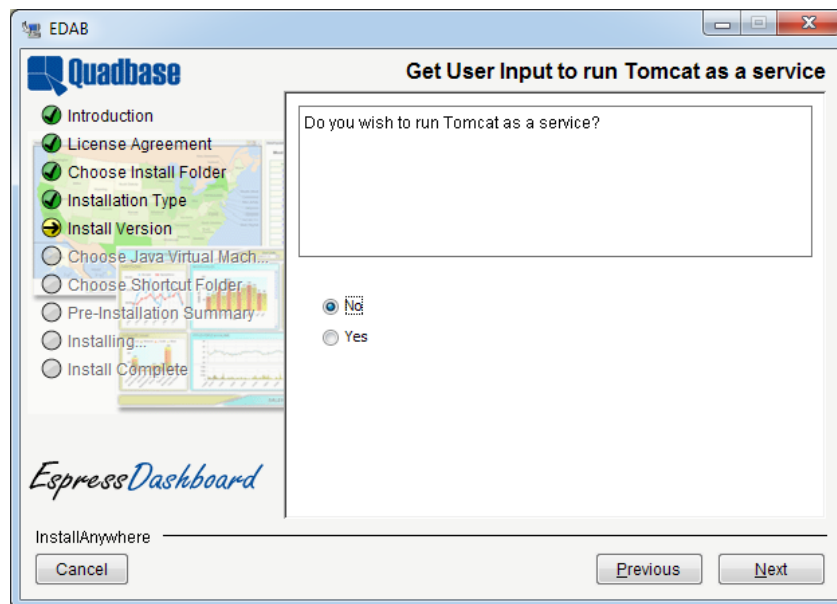 EDAB
Quadbase
Get User Input to run Tomcat as a service
Introduction
License Agreement
Choose Install Folder
Installation Type
Install Version
Choose Java Virtual Mach...
Choose Shortcut Folder
Pre-Installation Summary
Installing...
Install Complete
Do you wish to run Tomcat as a service?
No
Yes
EspressDashboard
InstallAnywhere
Cancel
Previous
Next